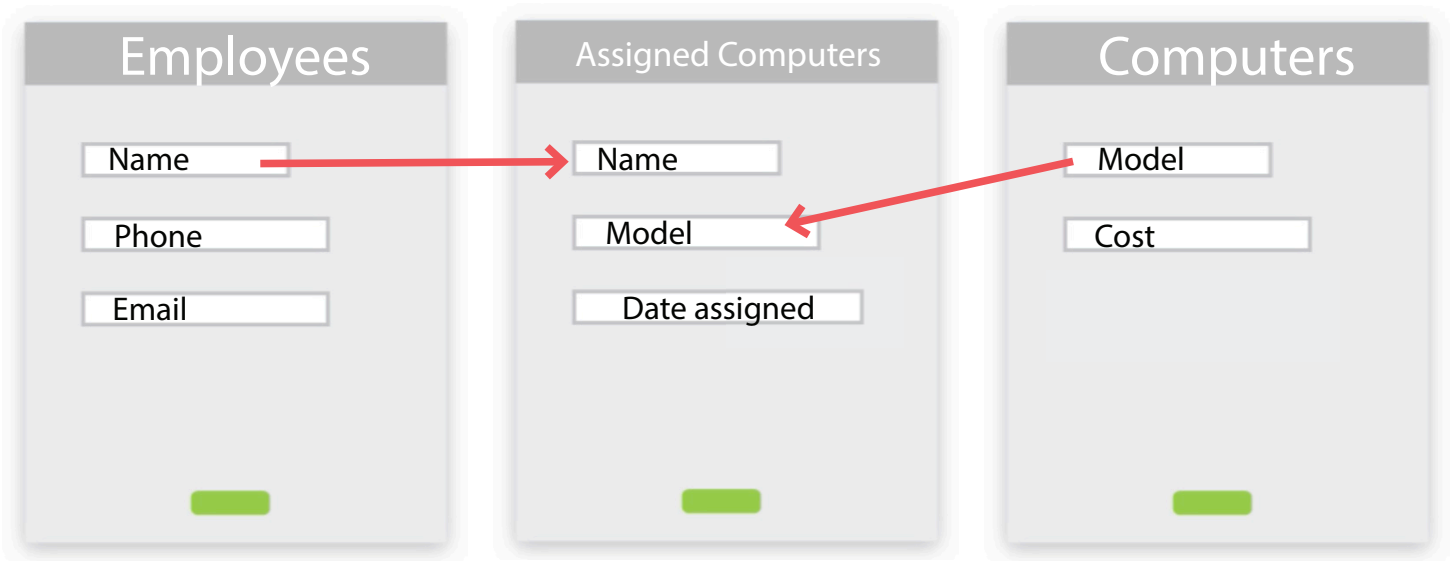 Employees
Name
Phone
Email
Assigned Computers
Name
Model
Date assigned
Computers
Model
Cost